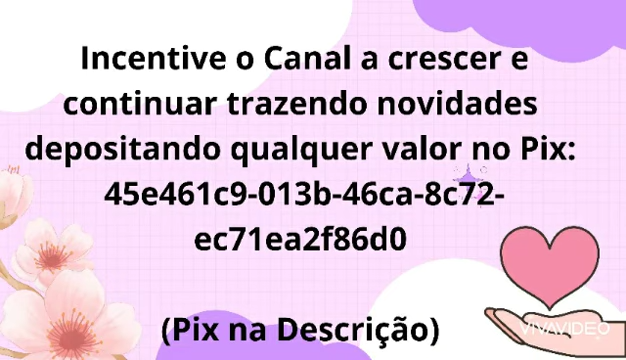 Incentive o Canal a crescer e
continuar trazendo novidades
depositando qualquer valor no Pix:
45e461c9-013b-46ca-8c72-
ec71ea2f86d0
(Pix na Descrição)
VIVAVIDEO